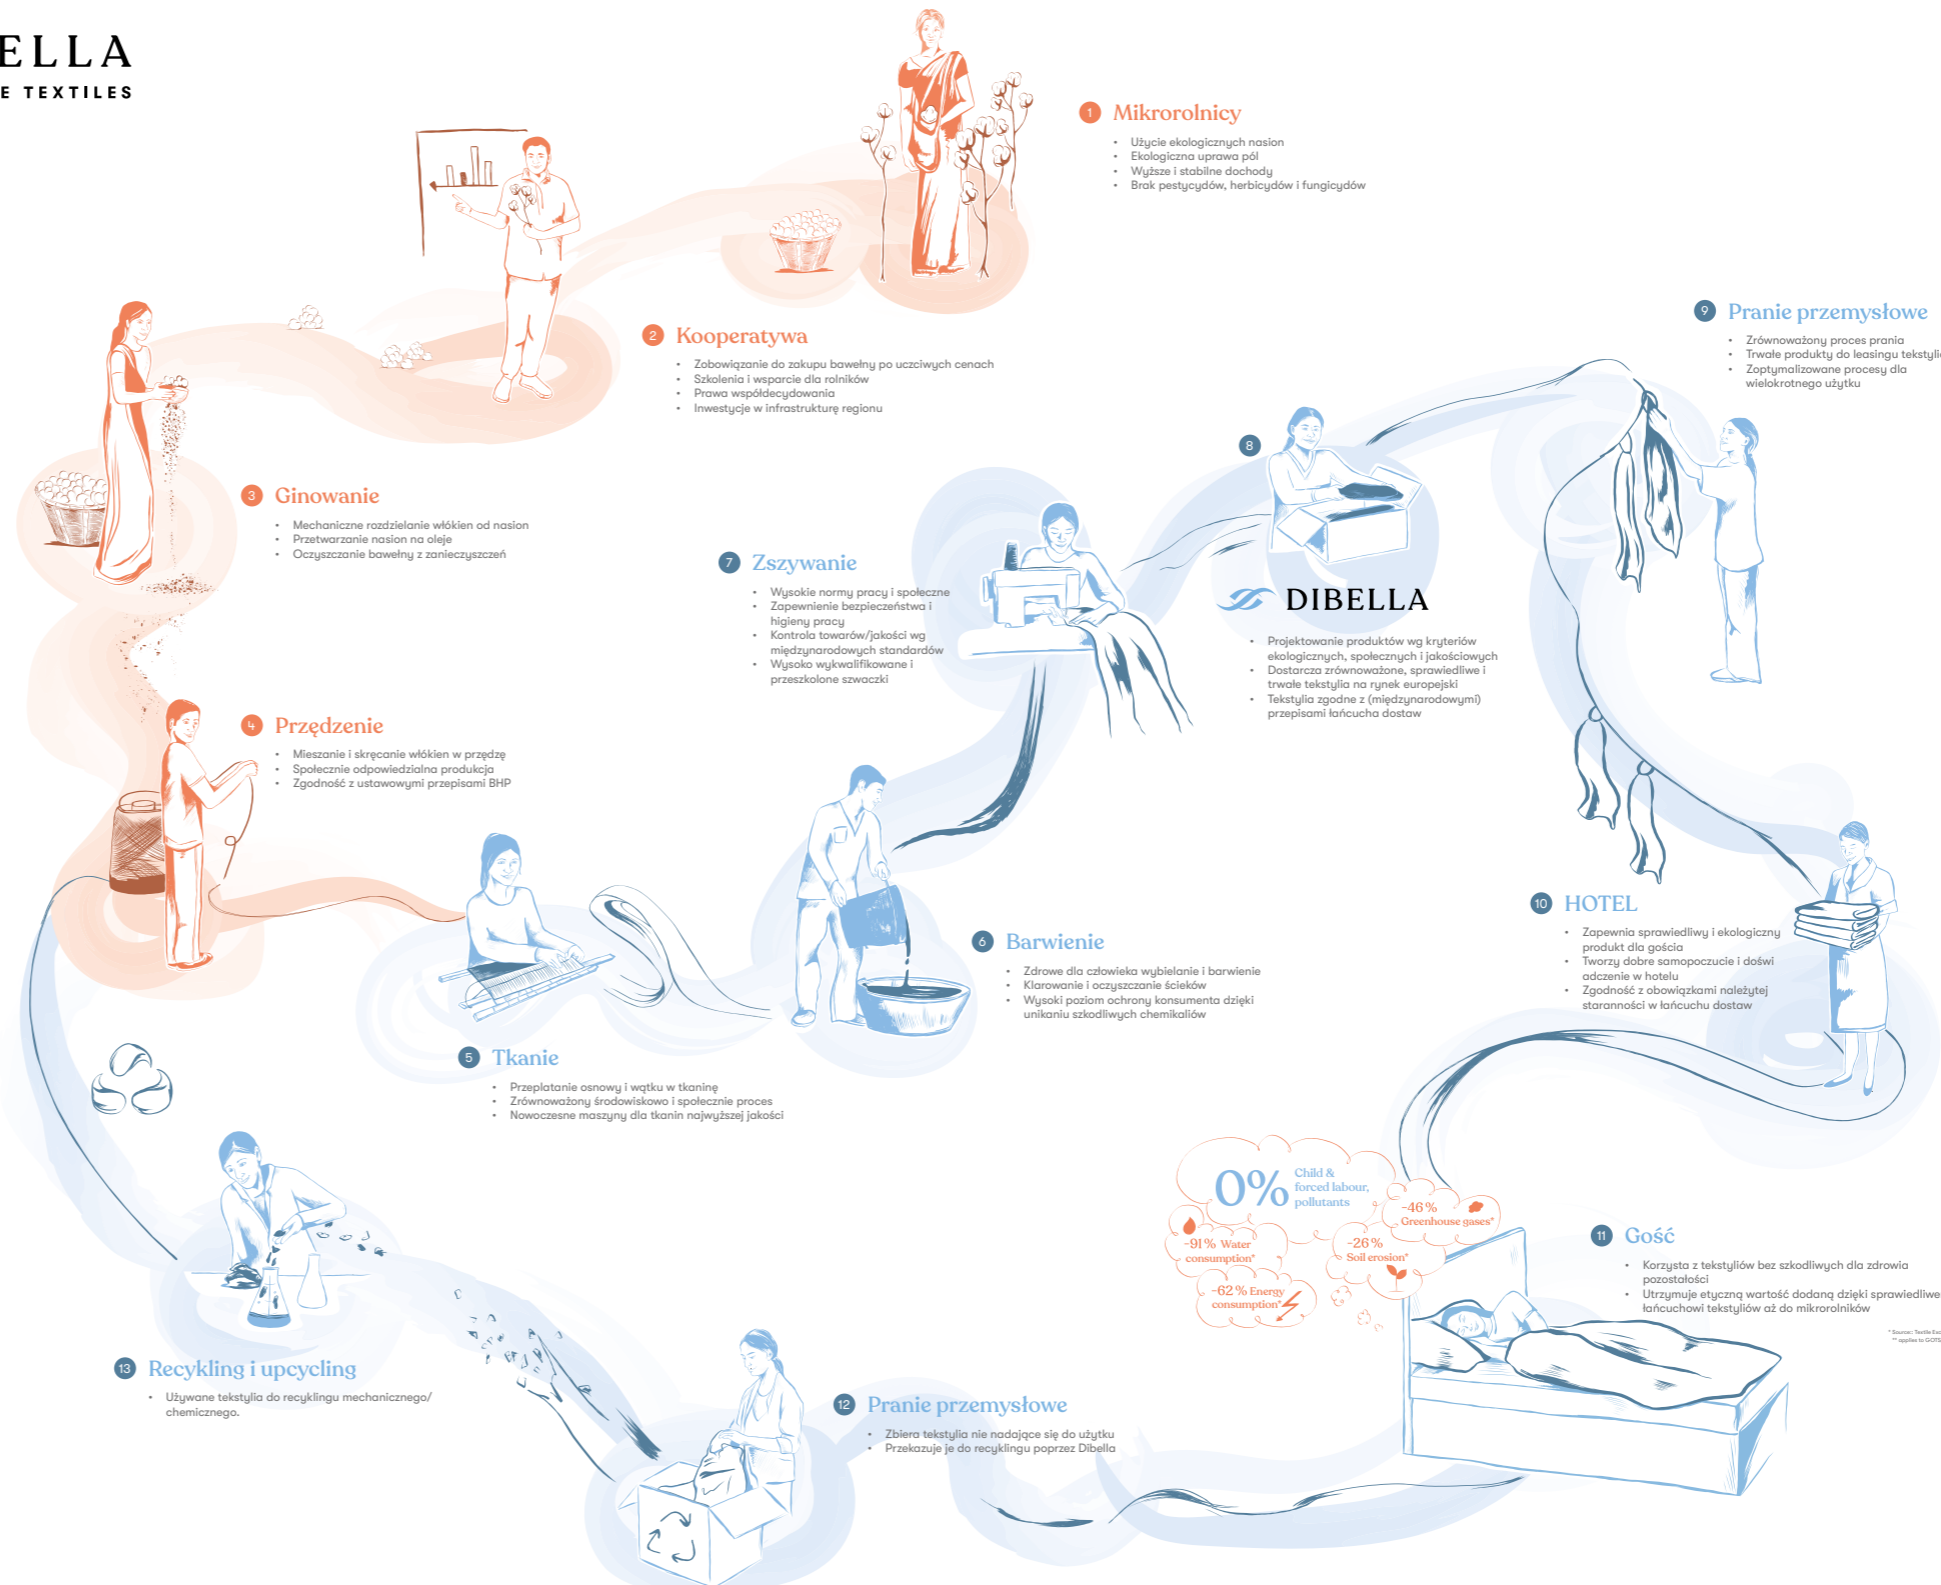 ELLA
E TEXTILES
1 Mikrorolnicy
• Użycie ekologicznych nasion
• Ekologiczna uprawa pól
• Wyższe i stabilne dochody
• Brak pestycydów, herbicydów i fungicydów
2 Kooperatywa
• Zobowiązanie do zakupu bawełny po uczciwych cenach
• Szkolenia i wsparcie dla rolników
• Prawa współdecydowania
• Inwestycje w infrastrukturę regionu
3 Ginowanie
• Mechaniczne rozdzielanie włókien od nasion
• Przetwarzanie nasion na oleje
• Oczyszczanie bawełny z zanieczyszczeń
4 Przędzenie
• Mieszanie i skręcanie włókien w przędzę
• Społecznie odpowiedzialna produkcja
• Zgodność z ustawowymi przepisami BHP
5 Tkanie
• Przeplatanie osnowy i wątku w tkaninę
• Zrównoważony środowiskowo i społecznie proces
• Nowoczesne maszyny dla tkanin najwyższej jakości
6 Barwienie
• Zdrowe dla człowieka wybielanie i barwienie
• Klarowanie i oczyszczanie ścieków
• Wysoki poziom ochrony konsumenta dzięki
unikaniu szkodliwych chemikaliów
7 Zszywanie
• Wysokie normy pracy i społeczne
• Zapewnienie bezpieczeństwa i
higieny pracy
• Kontrola towarów/jakości wg
międzynarodowych standardów
• Wysoko wykwalifikowane i
przeszkolone szwaczki
8
DIBELLA
• Projektowanie produktów wg kryteriów
ekologicznych, społecznych i jakościowych
• Dostarcza zrównoważone, sprawiedliwe i
trwałe tekstylia na rynek europejski
• Tekstylia zgodne z (międzynarodowymi)
przepisami łańcucha dostaw
9 Pranie przemysłowe
• Zrównoważony proces prania
• Trwałe produkty do leasingu tekstyli
• Zoptymalizowane procesy dla
wielokrotnego użytku
10 HOTEL
• Zapewnia sprawiedliwy i ekologiczny
produkt dla gościa
• Tworzy dobre samopoczucie i doświ
adczenie w hotelu
• Zgodność z obowiązkami należytej
staranności w łańcuchu dostaw
0% Child &
forced labour,
pollutants
-46 %
Greenhouse gases*
-91 % Water
consumption*
-26 %
Soil erosion*
-62 % Energy
consumption*
11 Gość
• Korzysta z tekstyliów bez szkodliwych dla zdrowia
pozostałości
• Utrzymuje etyczną wartość dodaną dzięki sprawiedliwe
łańcuchowi tekstyliów aż do mikrorolników
* Source: Textile Exc
** applies to GOTS
12 Pranie przemysłowe
• Zbiera tekstylia nie nadające się do użytku
• Przekazuje je do recyklingu poprzez Dibella
13 Recykling i upcycling
• Używane tekstylia do recyklingu mechanicznego/
chemicznego.